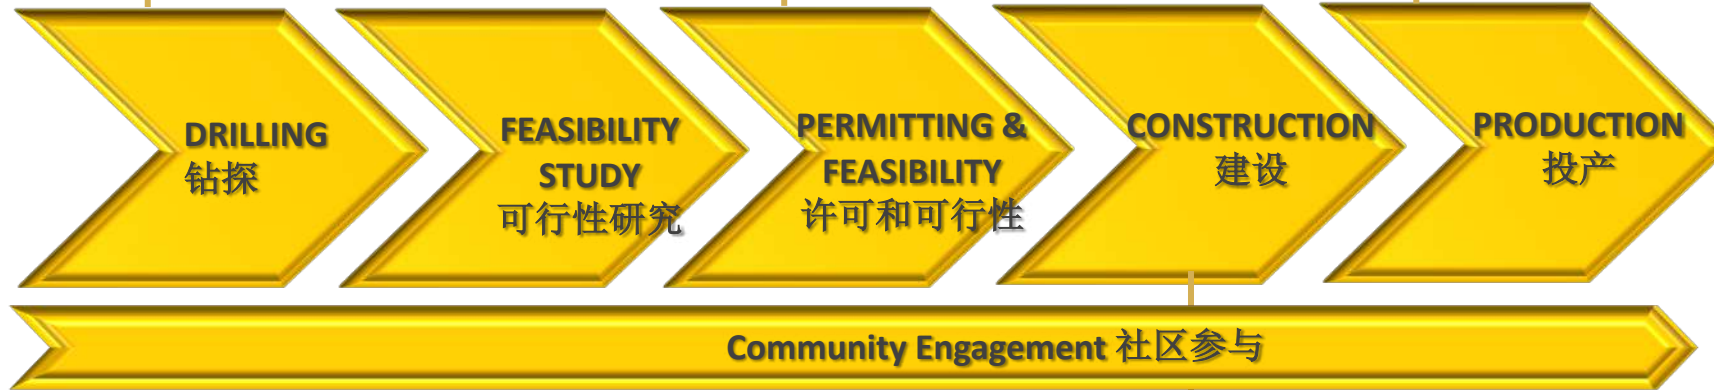 DRILLING
钻探
FEASIBILITY
STUDY
可行性研究
PERMITTING &
FEASIBILITY
许可和可行性
CONSTRUCTION
建设
PRODUCTION
投产
Community Engagement 社区参与